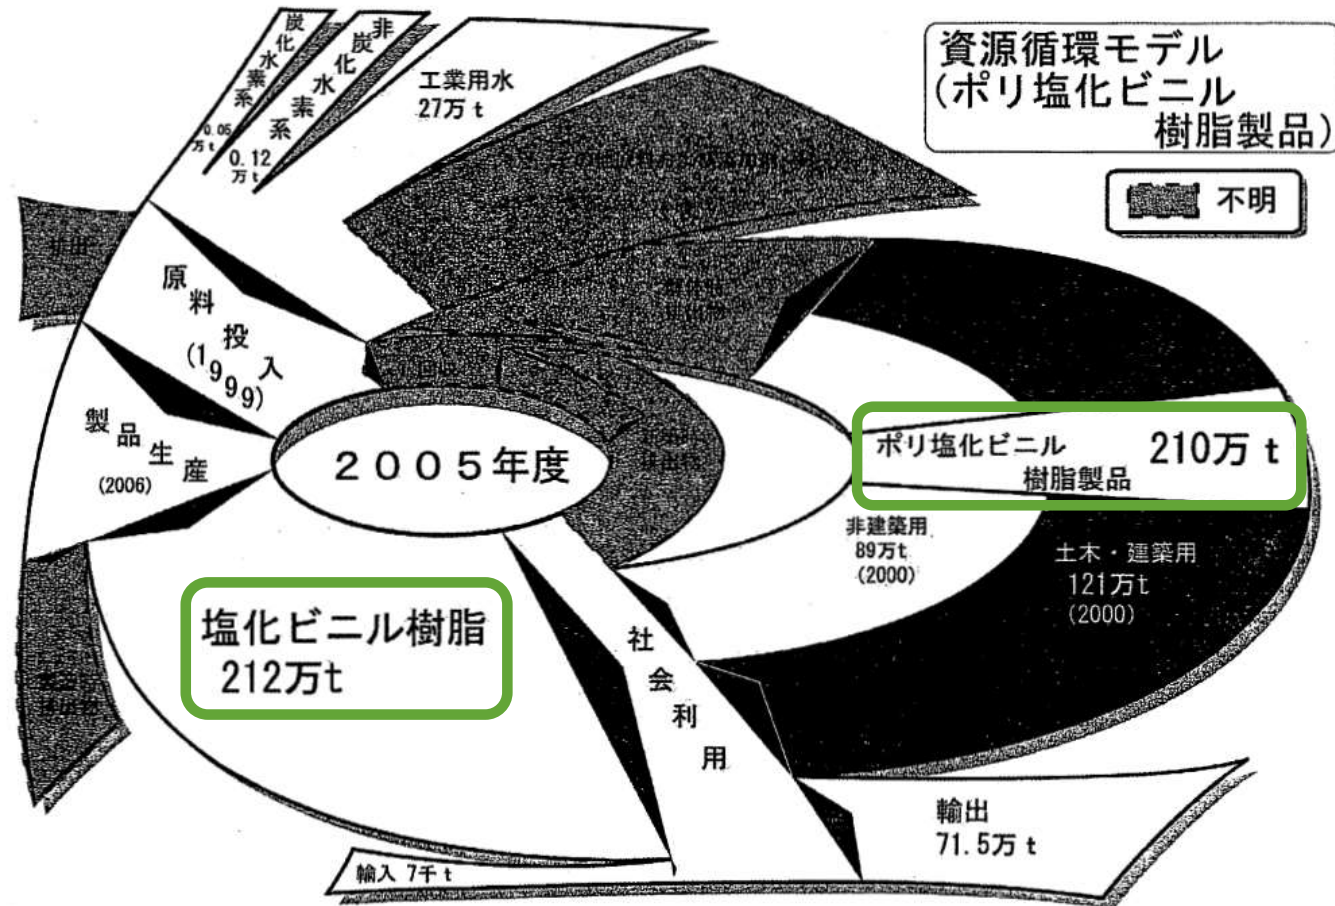 資源循環モデル
(ポリ塩化ビニル
樹脂製品)
不明
炭化水素系
0.05
万t
非炭化水素系
0.12
万t
工業用水
27万t
原料投入
(1999)
製品生産
(2006)
2005年度
ポリ塩化ビニル
樹脂製品
210万t
非建築用
89万t
(2000)
土木・建築用
121万t
(2000)
塩化ビニル樹脂
212万t
社会利用
輸出
71.5万t
輸入 7千t